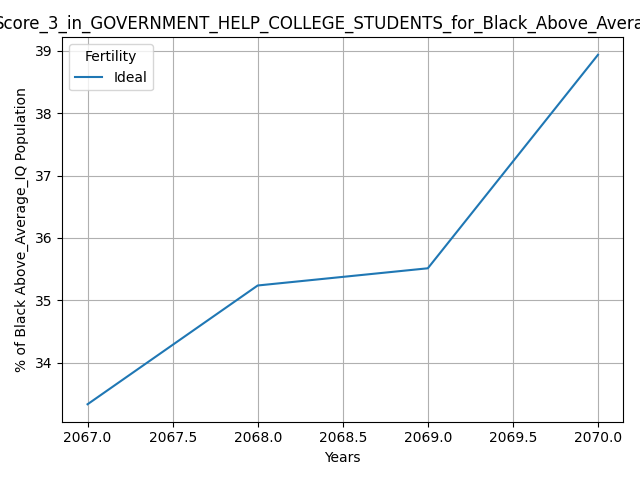 Score_3_in_GOVERNMENT_HELP_COLLEGE_STUDENTS_for_Black_Above_Avera
Fertility
Ideal
39
38
37
36
35
34
% of Black Above_Average_IQ Population
2067.0 2067.5 2068.0 2068.5 2069.0 2069.5 2070.0
Years